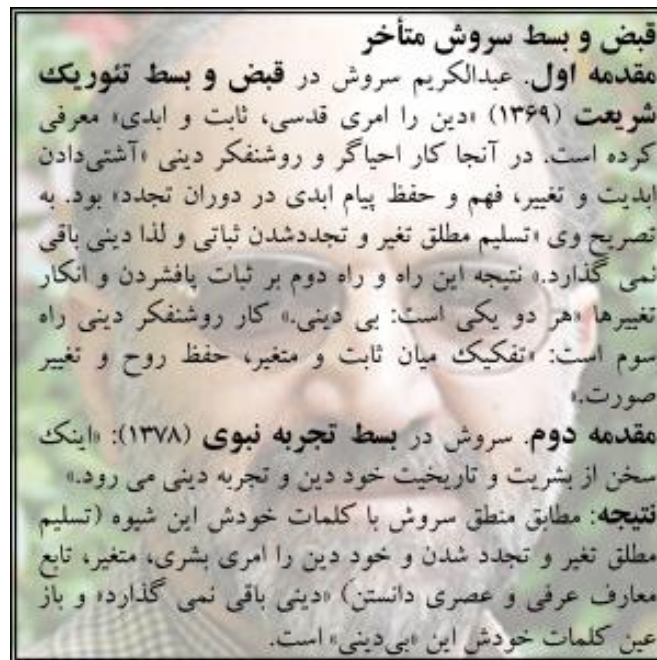 قبض و بسط سروش متأخر
مقدمه اول. عبدالکریم سروش در قبض و بسط تئوریک
شریعت (۱۳۶۹) «دین را امری قدسی، ثابت و ابدی» معرفی
کرده است. در آنجا کار احیاگر و روشنفکر دینی «آشتی‌دادن
ابدیت و تغییر، فهم و حفظ پیام ابدی در دوران تجدد» بود. به
تصریح وی «تسلیم مطلق تغیر و تجددشدن ثباتی و لذا دینی باقی
نمی گذارد.» نتیجه این راه و راه دوم بر ثبات پافشردن و انکار
تغییرها «هر دو یکی است: بی دینی.» کار روشنفکر دینی راه
سوم است: «تفکیک میان ثابت و متغیر، حفظ روح و تغییر
صورت.»
مقدمه دوم. سروش در بسط تجربه نبوی (۱۳۷۸): «اینک
سخن از بشریت و تاریخیت خود دین و تجربه دینی می رود.»
نتیجه: مطابق منطق سروش با کلمات خودش این شیوه (تسلیم
مطلق تغیر و تجدد شدن و خود دین را امری بشری، متغیر، تابع
معارف عرفی و عصری دانستن) «دینی باقی نمی گذارد» و باز
عین کلمات خودش این «بی‌دینی» است.